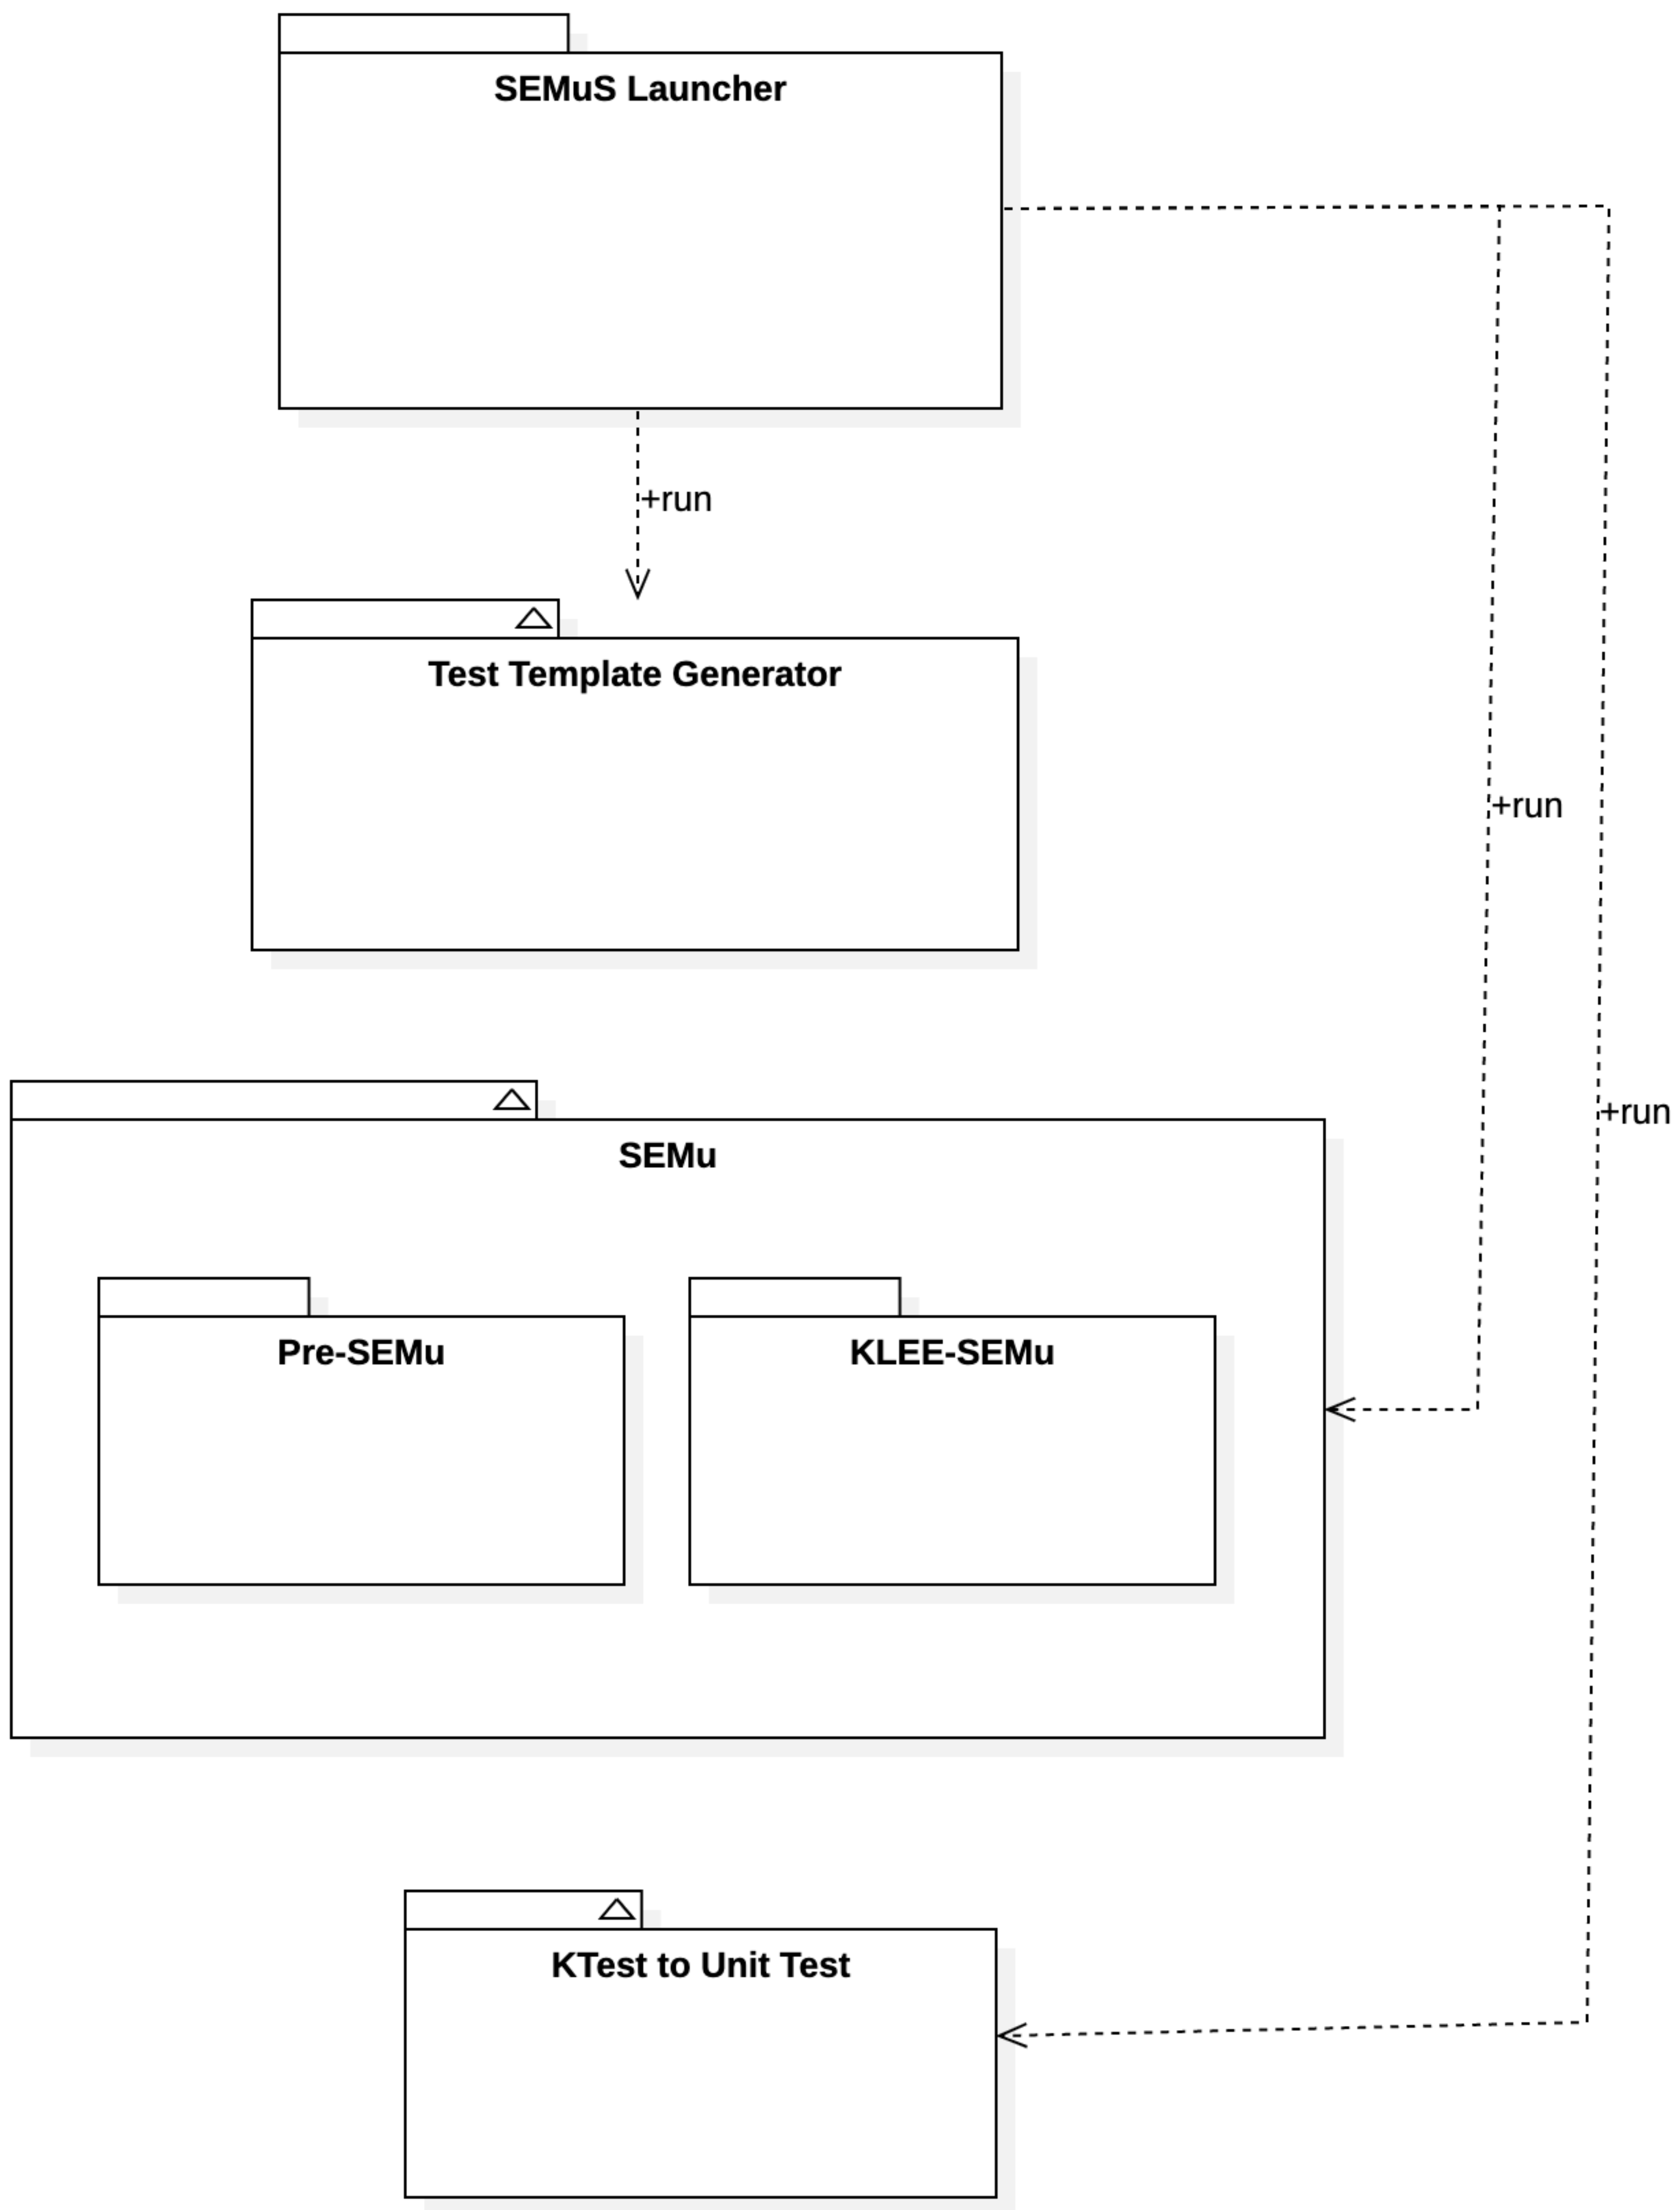 SEMuS Launcher
+run
Test Template Generator
+run
+run
SEMu
Pre-SEMu
KLEE-SEMu
KTest to Unit Test